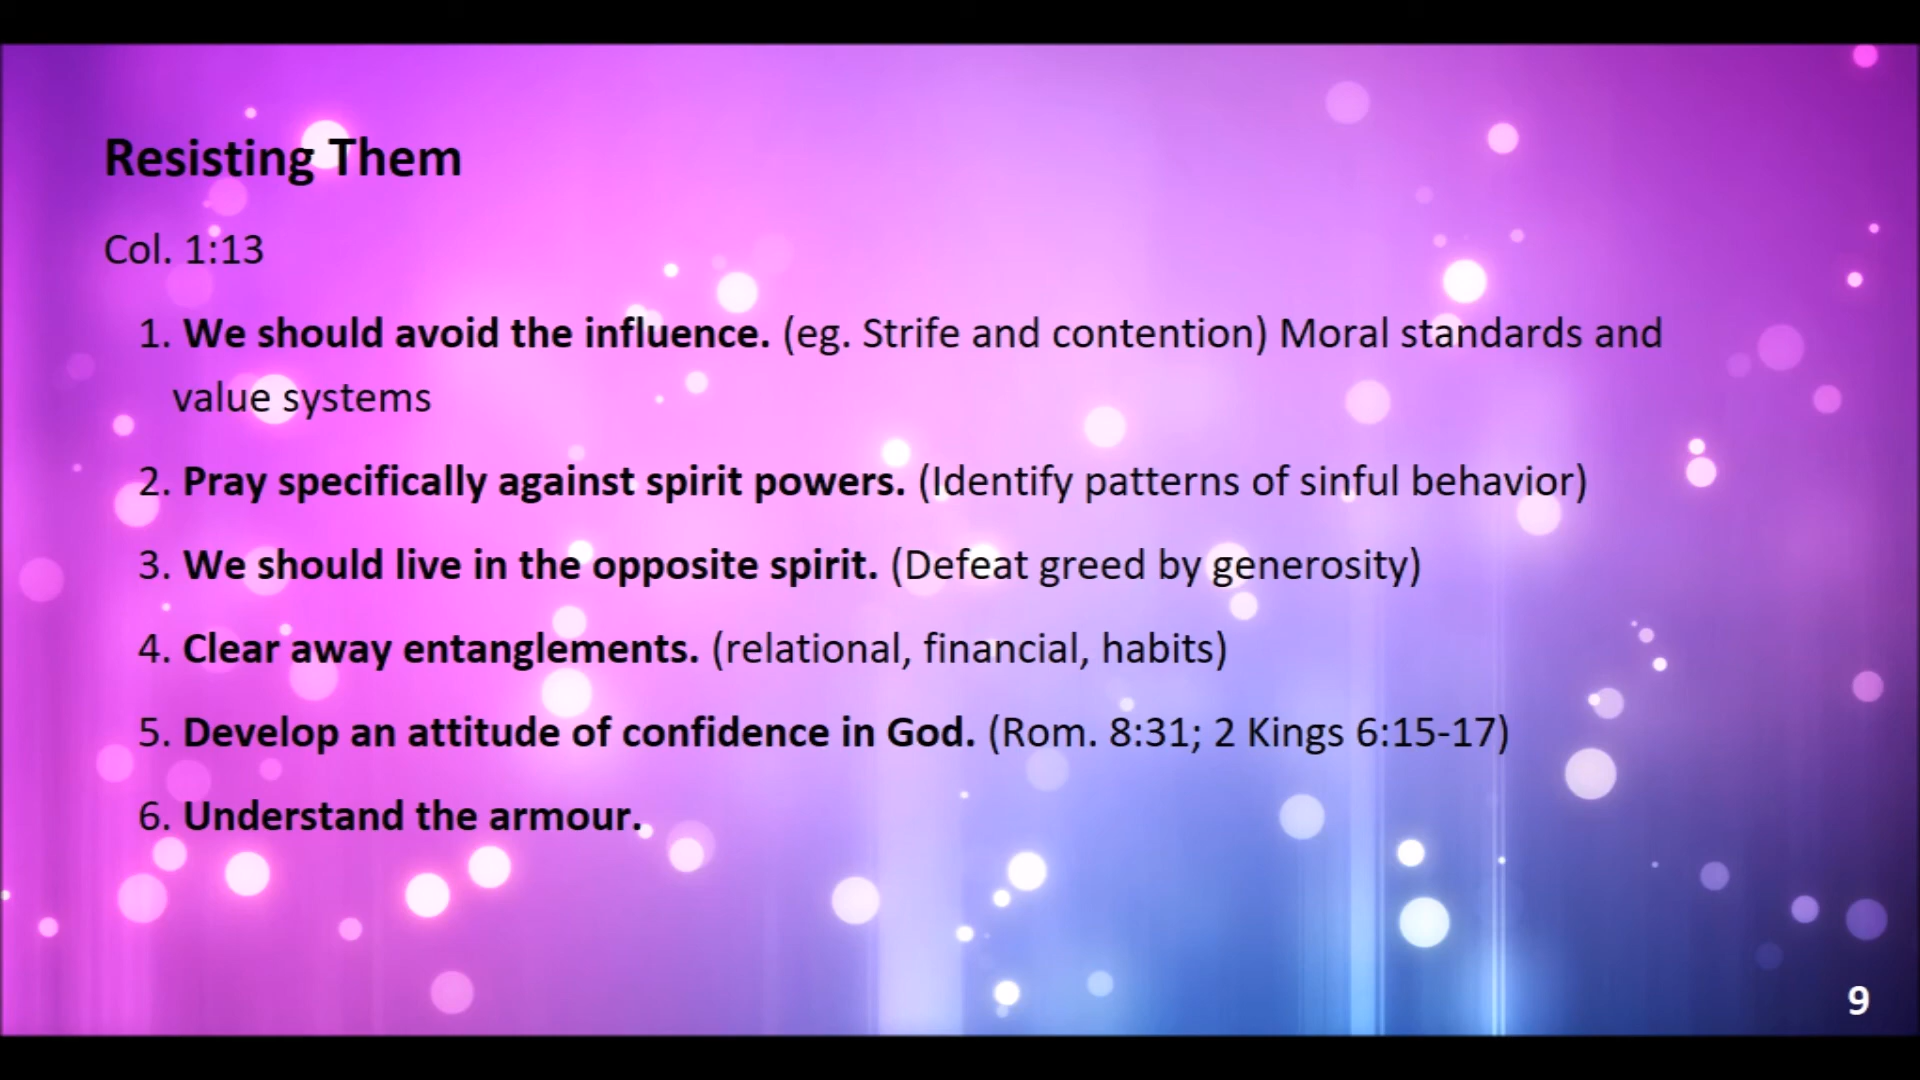 Resisting Them
Col. 1:13
1. We should avoid the influence. (eg. Strife and contention) Moral standards and
value systems
2. Pray specifically against spirit powers. (Identify patterns of sinful behavior)
3. We should live in the opposite spirit. (Defeat greed by generosity)
4. Clear away entanglements. (relational, financial, habits)
5. Develop an attitude of confidence in God. (Rom. 8:31; 2 Kings 6:15-17)
6. Understand the armour.
9